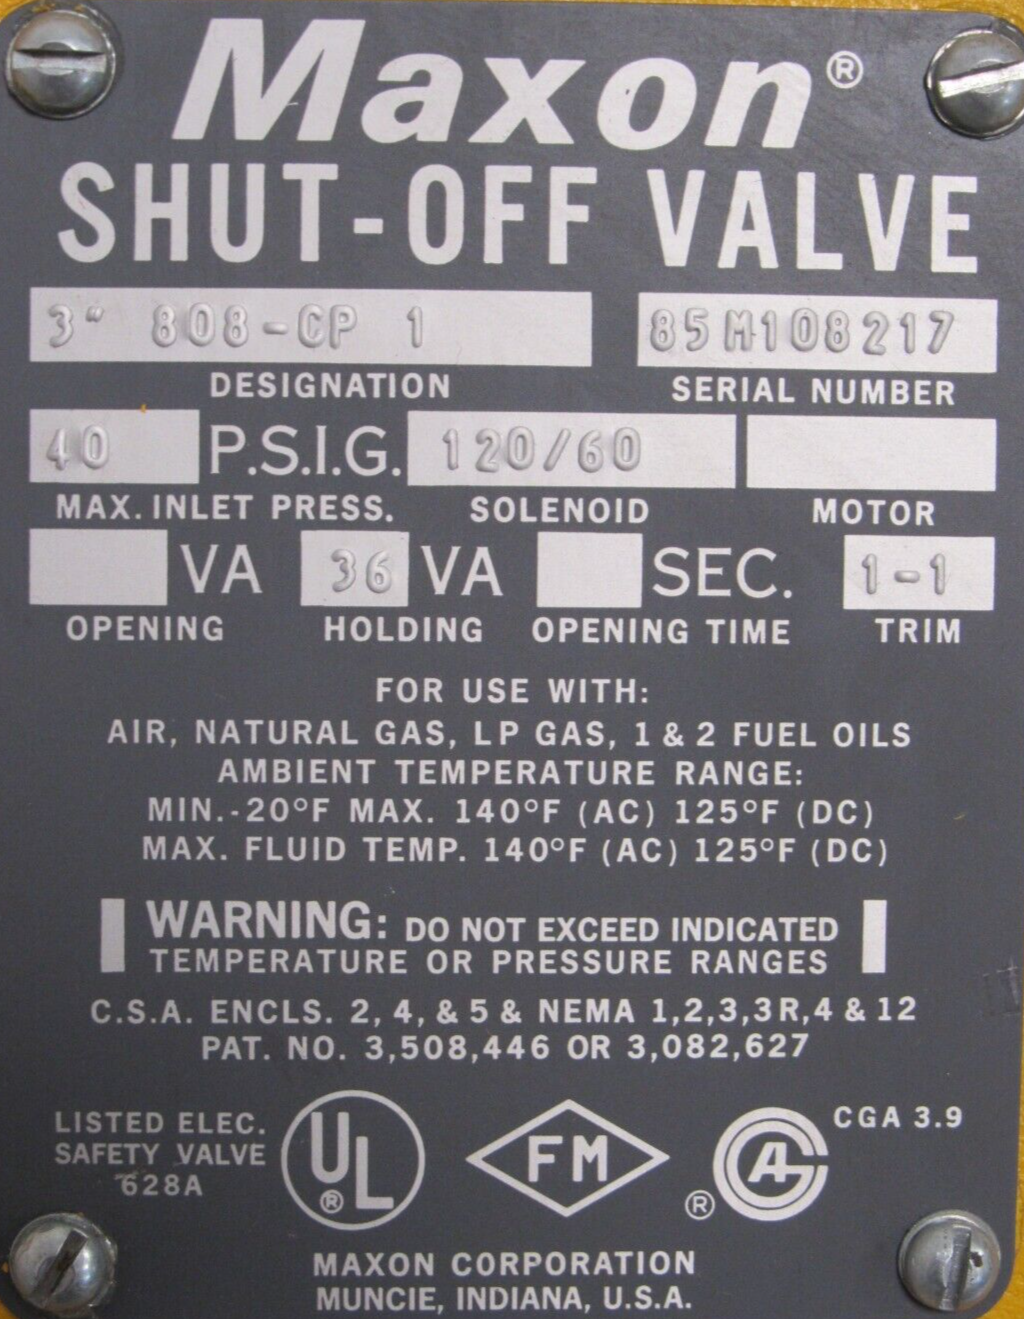 Maxon®
SHUT-OFF VALVE
3" 808-CP 1 85M108217
DESIGNATION SERIAL NUMBER
40 P.S.I.G. 120/60
MAX. INLET PRESS. SOLENOID MOTOR
VA 36 VA SEC. 1-1
OPENING HOLDING OPENING TIME TRIM
FOR USE WITH:
AIR, NATURAL GAS, LP GAS, 1 & 2 FUEL OILS
AMBIENT TEMPERATURE RANGE:
MIN.-20°F MAX. 140°F (AC) 125°F (DC)
MAX. FLUID TEMP. 140°F (AC) 125°F (DC)
WARNING: DO NOT EXCEED INDICATED
TEMPERATURE OR PRESSURE RANGES
C.S.A. ENCLS. 2, 4, & 5 & NEMA 1,2,3,3R,4 & 12
PAT. NO. 3,508,446 OR 3,082,627
LISTED ELEC.
SAFETY VALVE
628A
UL®
FM
® CGA
CGA 3.9
MAXON CORPORATION
MUNCIE, INDIANA, U.S.A.